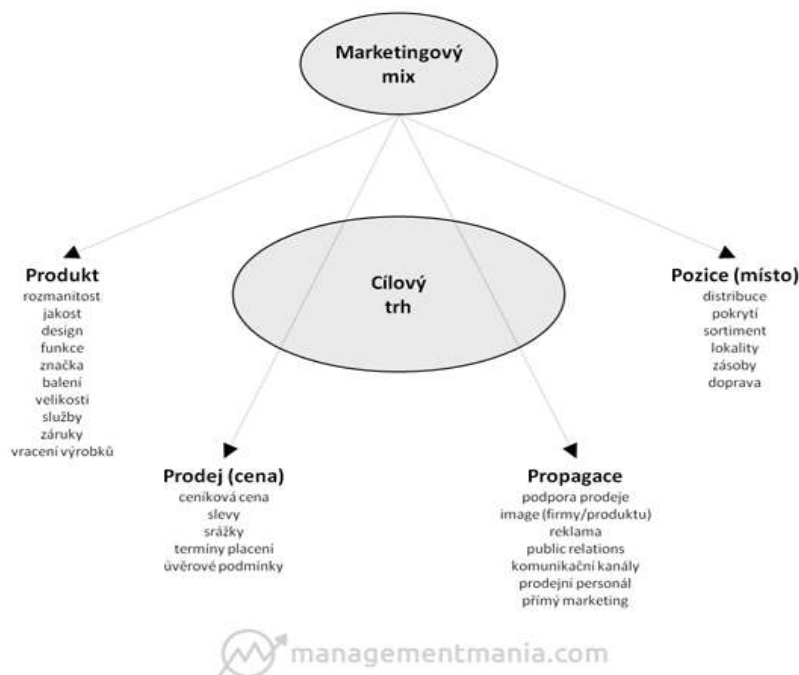 Marketingový
mix
Cílový
trh
Produkt
rozmanitost
jakost
design
funkce
značka
balení
velikosti
služby
záruky
vracení výrobků
Prodej (cena)
ceníková cena
slevy
srážky
termíny placení
úvěrové podmínky
Propagace
podpora prodeje
image (firmy/produktu)
reklama
public relations
komunikační kanály
prodejní personál
přímý marketing
Pozice (místo)
distribuce
pokrytí
sortiment
lokality
zásoby
doprava
managementmania.com